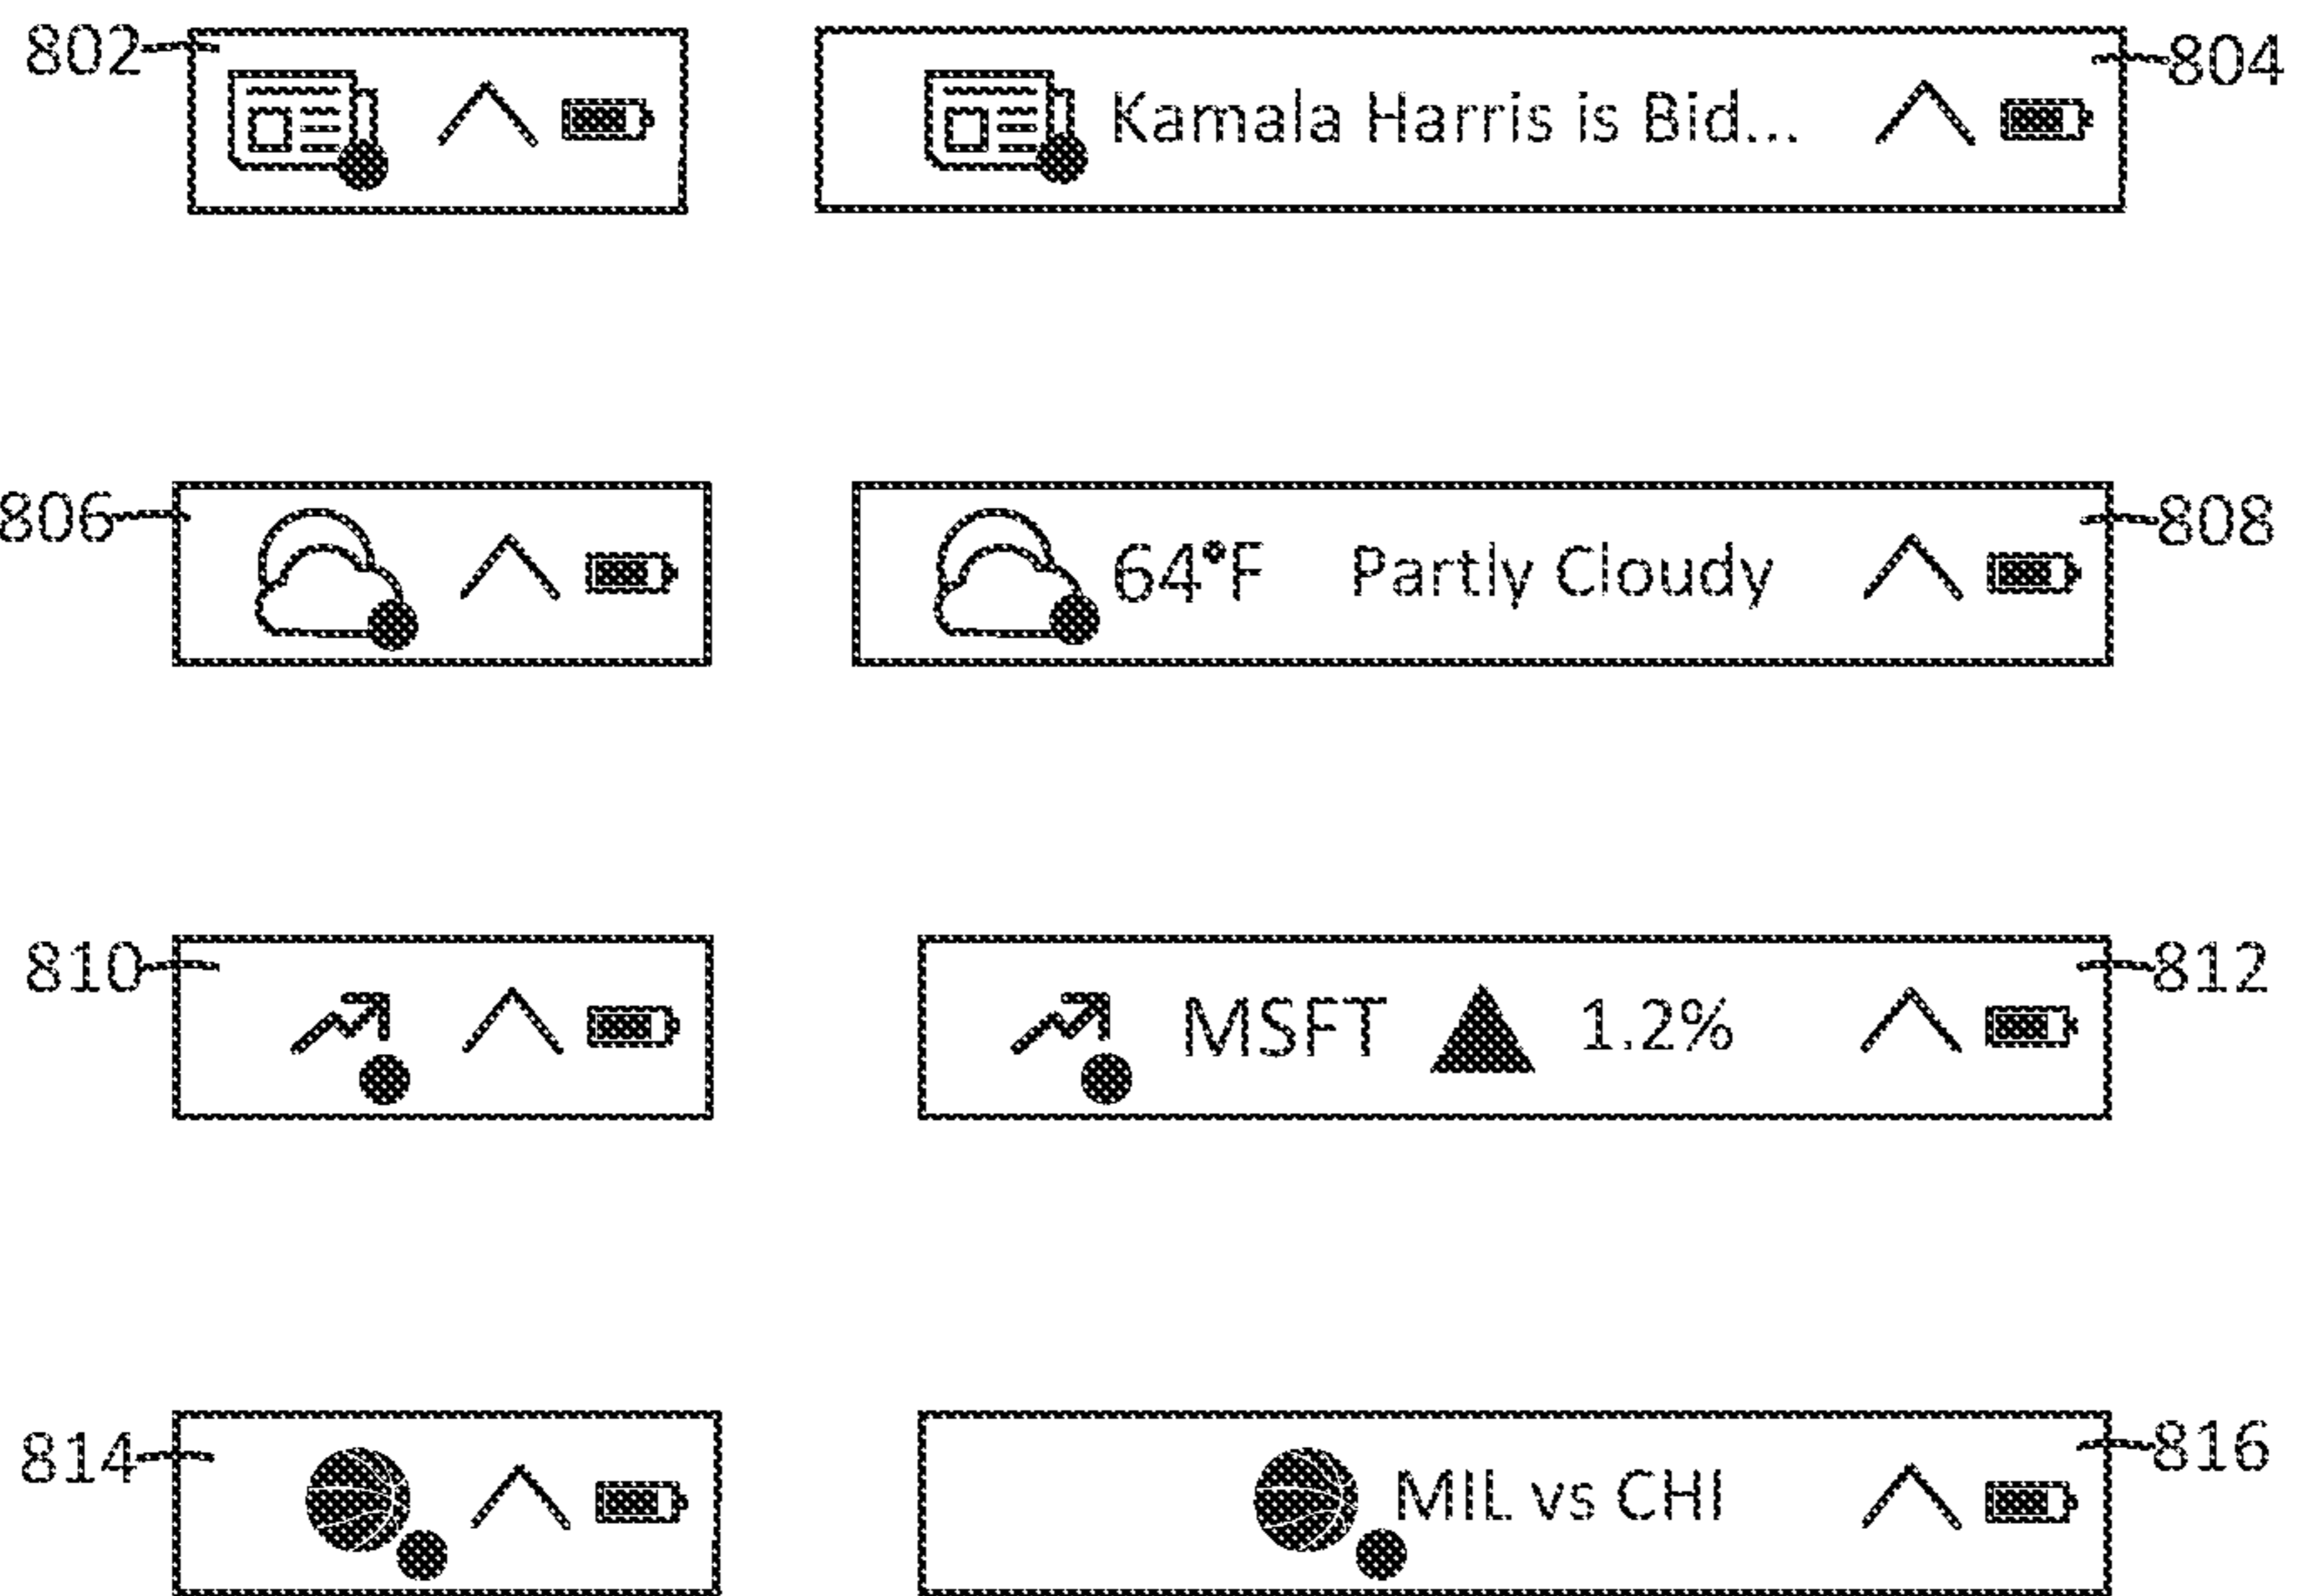 802
Kamala Harris is Bid...
804
806
64°F Partly Cloudy
808
810
MSFT 1.2%
812
814
MIL vs CHI
816